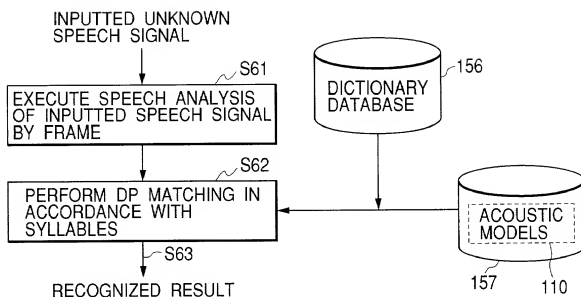 INPUTTED UNKNOWN
SPEECH SIGNAL
S61
EXECUTE SPEECH ANALYSIS
OF INPUTTED SPEECH SIGNAL
BY FRAME
DICTIONARY
DATABASE
156
S62
PERFORM DP MATCHING IN
ACCORDANCE WITH
SYLLABLES
ACOUSTIC
MODELS
S63
157
110
RECOGNIZED RESULT